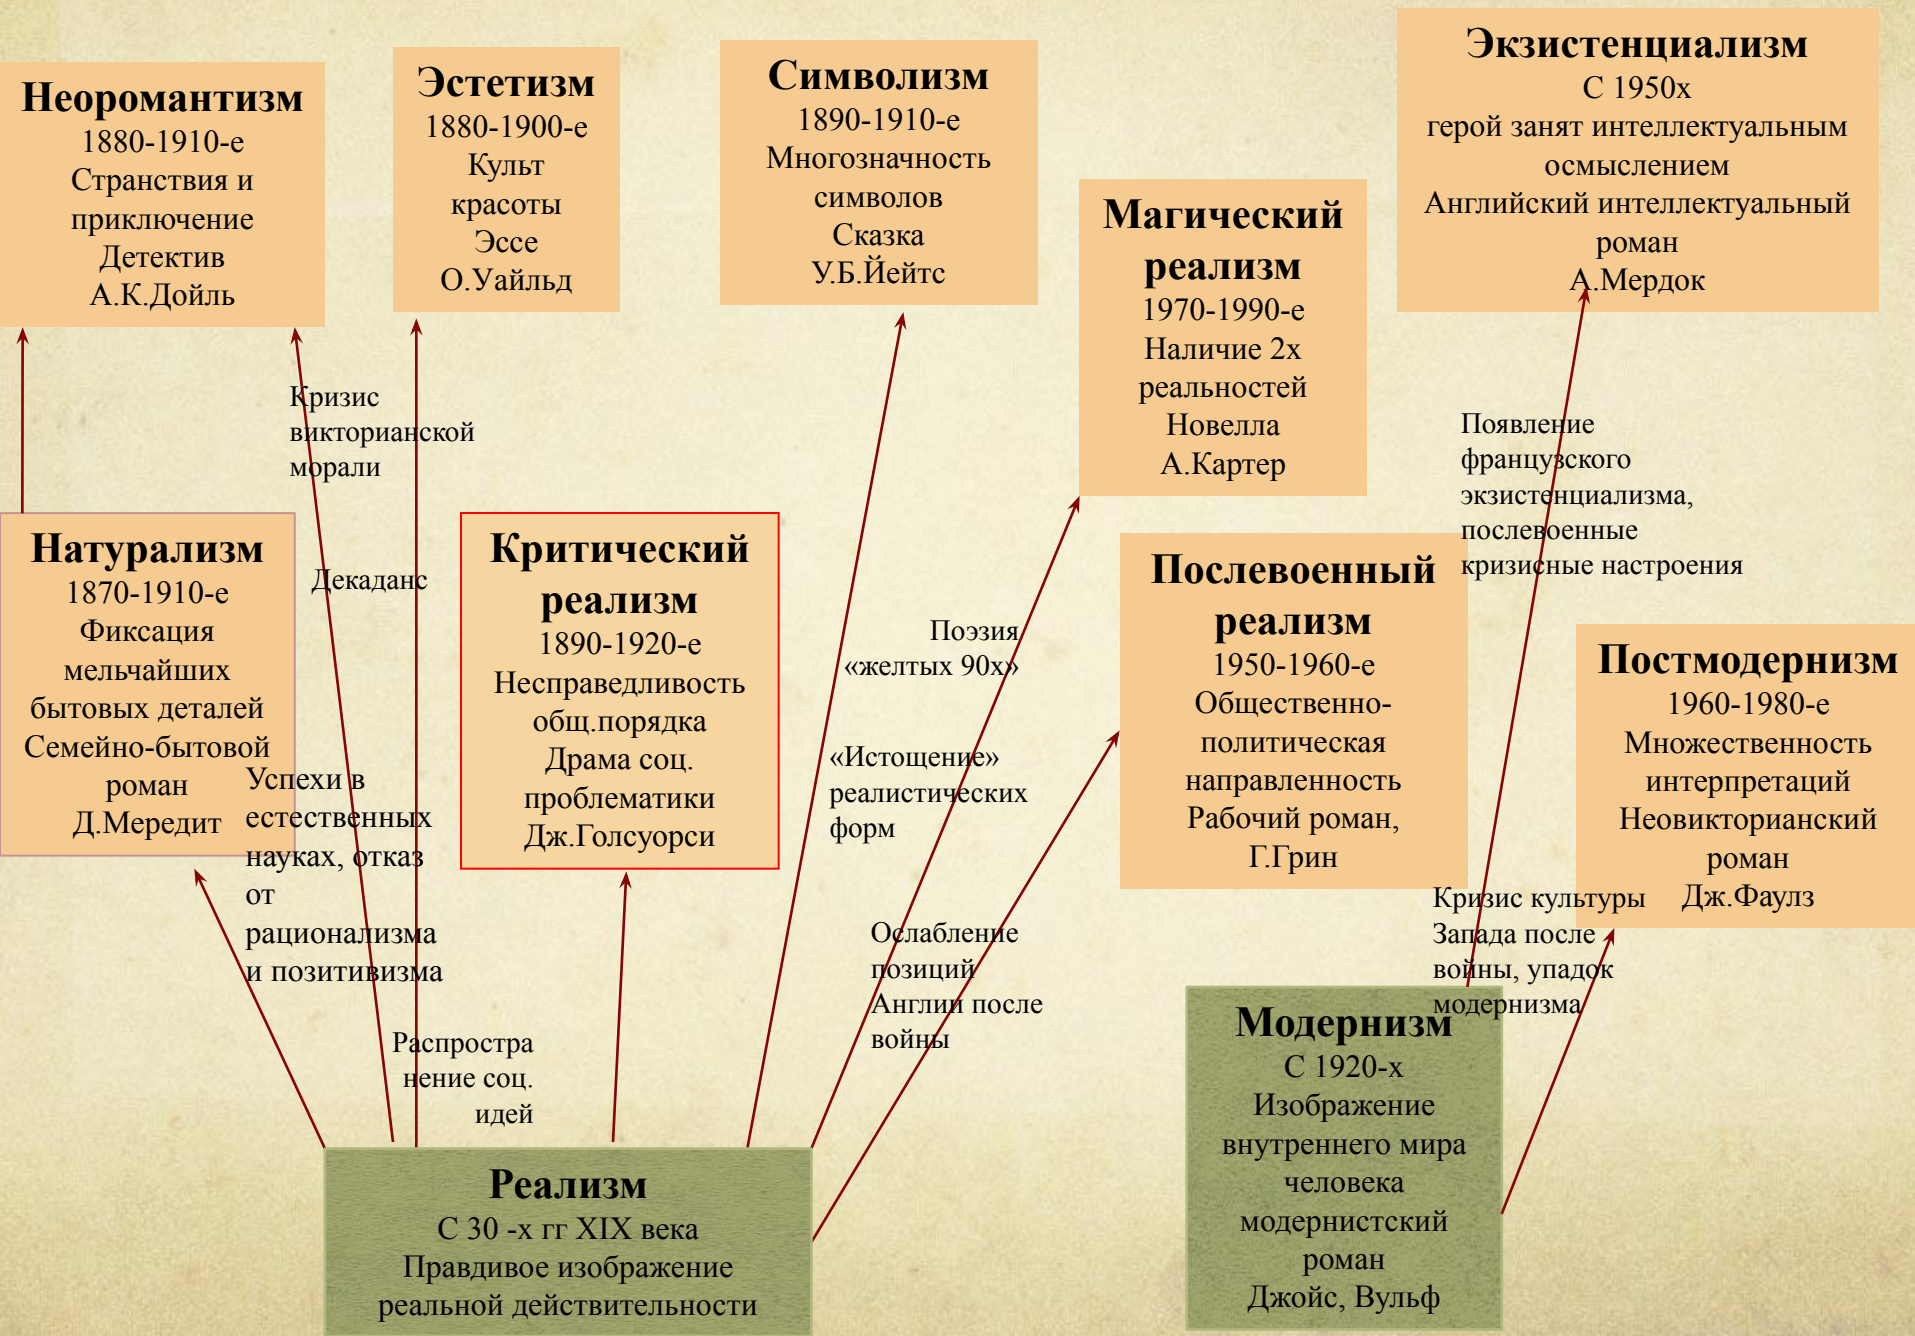 Неоромантизм
1880-1910-е
Странствия и
приключение
Детектив
А.К.Дойль
Эстетизм
1880-1900-е
Культ
красоты
Эссе
О.Уайльд
Символизм
1890-1910-е
Многозначность
символов
Сказка
У.Б.Йейтс
Магический
реализм
1970-1990-е
Наличие 2х
реальностей
Новелла
А.Картер
Экзистенциализм
С 1950х
герой занят интеллектуальным
осмыслением
Английский интеллектуальный
роман
А.Мердок
Кризис
викторианской
морали
Декаданс
Появление
французского
экзистенциализма,
послевоенные
кризисные настроения
Натурализм
1870-1910-е
Фиксация
мельчайших
бытовых деталей
Семейно-бытовой
роман
Д.Мередит
Успехи в
естественных
науках, отказ
от
рационализма
и позитивизма
Критический
реализм
1890-1920-е
Несправедливость
общ.порядка
Драма соц.
проблематики
Дж.Голсуорси
Поэзия
«желтых 90х»
«Истощение»
реалистических
форм
Послевоенный
реализм
1950-1960-е
Общественно-
политическая
направленность
Рабочий роман,
Г.Грин
Постмодернизм
1960-1980-е
Множественность
интерпретаций
Неовикторианский
роман
Дж.Фаулз
Ослабление
позиций
Англии после
войны
Кризис культуры
Запада после
войны, упадок
модернизма
Распростра
нение соц.
идей
Реализм
С 30 -х гг XIX века
Правдивое изображение
реальной действительности
Модернизм
С 1920-х
Изображение
внутреннего мира
человека
модернистский
роман
Джойс, Вульф